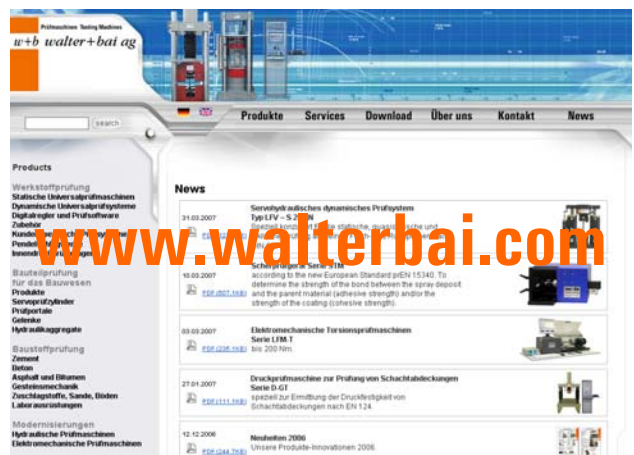 Prüfmaschinen Testing Machines
w+b walter+bai ag
search
Produkte Services Download Über uns Kontakt News
Products
Werkstoffprüfung
Statische Universalprüfmaschinen
Dynamische Universalprüfsysteme
Digitalregler und Prüfsoftware
Zubehör
Bauteilprüfung
für das Bauwesen
Produkte
Servoprüfzylinder
Prüfportale
Gelenke
Hydraulikaggregate
Baustoffprüfung
Zement
Beton
Asphalt und Bitumen
Gesteinsmechanik
Zuschlagstoffe, Sande, Böden
Laborausrüstungen
Modernisierungen
Hydraulische Prüfmaschinen
Elektromechanische Prüfmaschinen
News
31.03.2007
Servohydraulisches dynamisches Prüfsystem
Typ LFV – S
www.walterbai.com
10.03.2007
PDF (507.1KB)
according to the new European Standard prEN 15340. To
determine the strength of the bond between the spray deposit
and the parent material (adhesive strength) and/or the
strength of the coating (cohesive strength).
03.03.2007
PDF (235.1KB)
Elektromechanische Torsionsprüfmaschinen
Serie LFM-T
bis 200 Nm.
27.01.2007
PDF (111.1KB)
Druckprüfmaschine zur Prüfung von Schachtabdeckungen
Serie D-GT
speziell zur Ermittlung der Druckfestigkeit von
Schachtabdeckungen nach EN 124.
12.12.2006
PDF (244.7KB)
Neuheiten 2006
Unsere Produkte-Innovationen 2006.